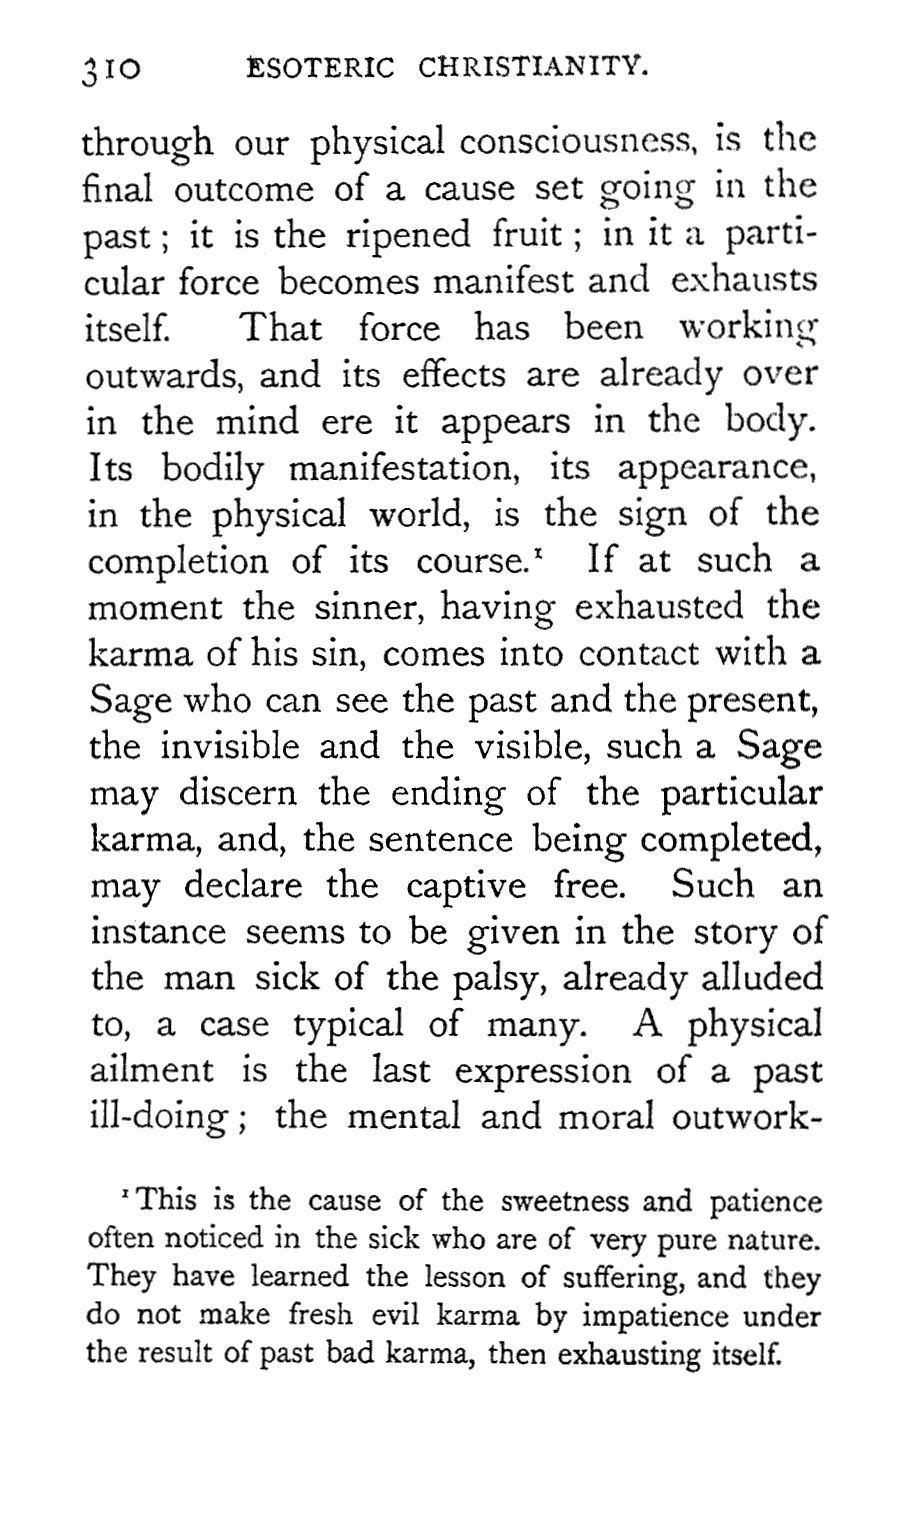 310 ESOTERIC CHRISTIANITY.
through our physical consciousness, is the
final outcome of a cause set going in the
past ; it is the ripened fruit ; in it a parti-
cular force becomes manifest and exhausts
itself. That force has been working
outwards, and its effects are already over
in the mind ere it appears in the body.
Its bodily manifestation, its appearance,
in the physical world, is the sign of the
completion of its course.¹ If at such a
moment the sinner, having exhausted the
karma of his sin, comes into contact with a
Sage who can see the past and the present,
the invisible and the visible, such a Sage
may discern the ending of the particular
karma, and, the sentence being completed,
may declare the captive free. Such an
instance seems to be given in the story of
the man sick of the palsy, already alluded
to, a case typical of many. A physical
ailment is the last expression of a past
ill-doing ; the mental and moral outwork-
¹ This is the cause of the sweetness and patience
often noticed in the sick who are of very pure nature.
They have learned the lesson of suffering, and they
do not make fresh evil karma by impatience under
the result of past bad karma, then exhausting itself.